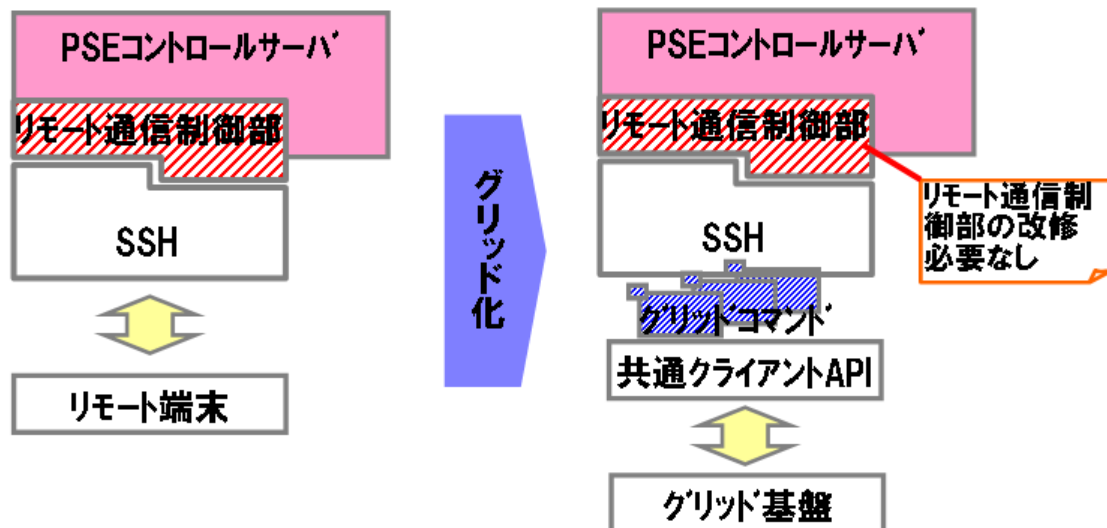 PSEコントロールサーバ
リモート通信制御部
SSH
リモート端末
グリッド化
PSEコントロールサーバ
リモート通信制御部
SSH
グリッドコマンド
共通クライアントAPI
グリッド基盤
リモート通信制
御部の改修
必要なし